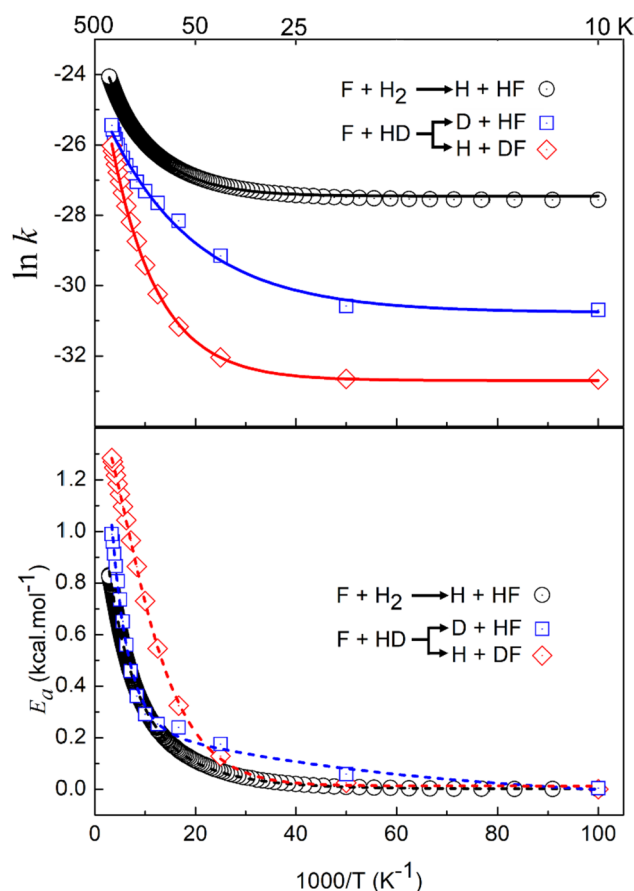 500 50 25 10 K
-24
-26
-28
-30
-32
ln k
F + H₂ → H + HF
F + HD → D + HF
→ H + DF
1.2
1.0
0.8
0.6
0.4
0.2
0.0
Eₐ (kcal.mol⁻¹)
F + H₂ → H + HF
F + HD → D + HF
→ H + DF
0 20 40 60 80 100
1000/T (K⁻¹)